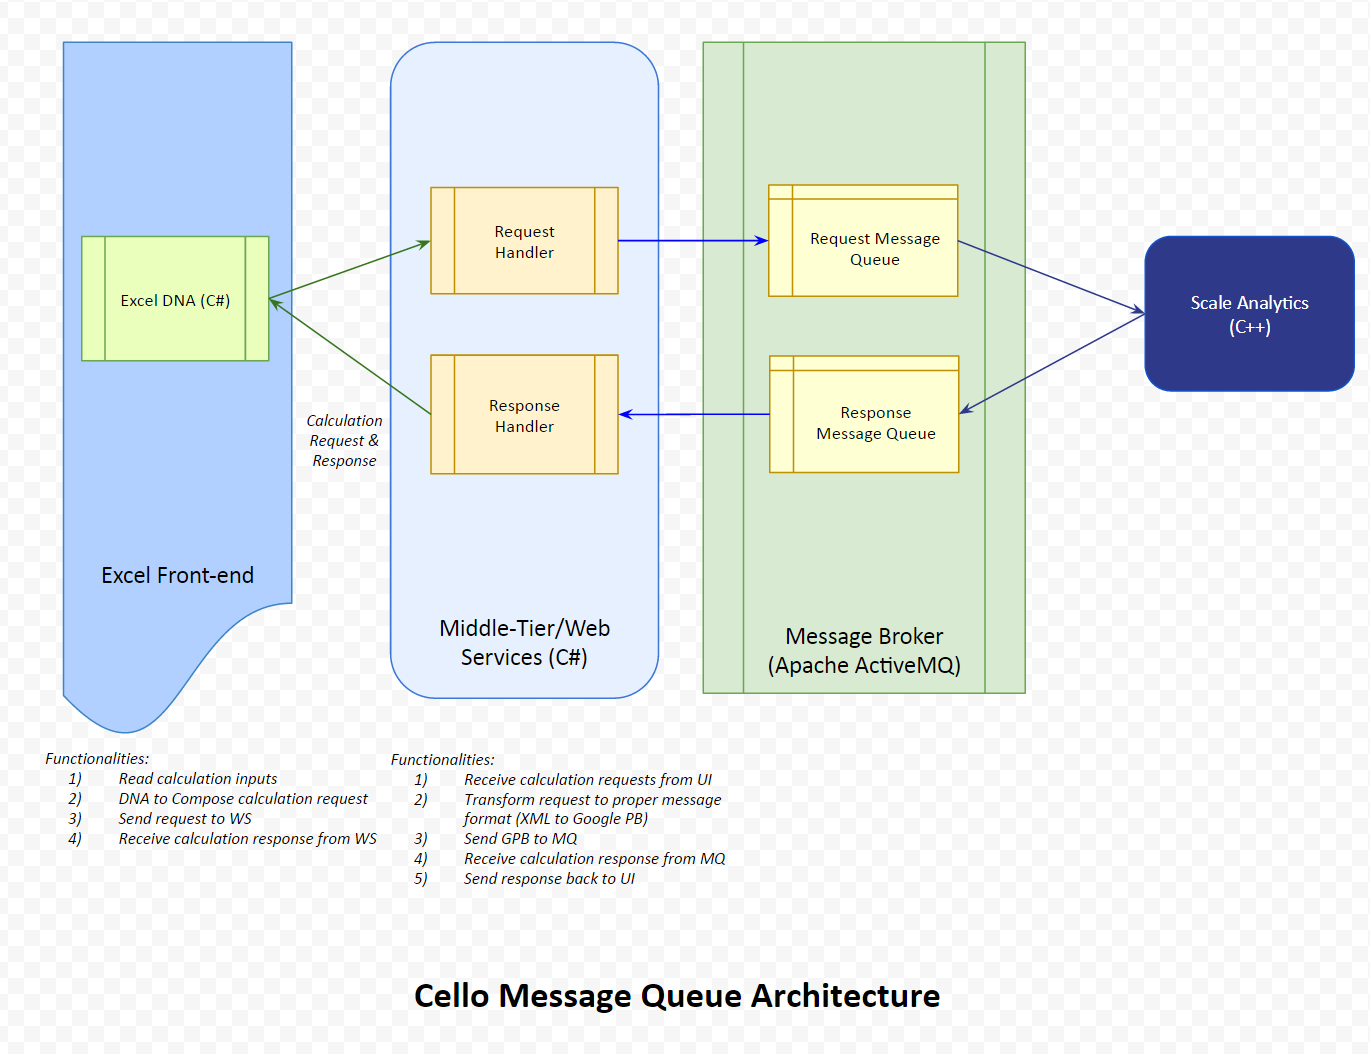 Request
Handler
Request Message
Queue
Excel DNA (C#)
Scale Analytics
(C++)
Response
Handler
Response
Message Queue
Calculation
Request &
Response
Excel Front-end
Middle-Tier/Web
Services (C#)
Message Broker
(Apache ActiveMQ)
Functionalities:
1) Read calculation inputs
2) DNA to Compose calculation request
3) Send request to WS
4) Receive calculation response from WS
Functionalities:
1) Receive calculation requests from UI
2) Transform request to proper message
format (XML to Google PB)
3) Send GPB to MQ
4) Receive calculation response from MQ
5) Send response back to UI
Cello Message Queue Architecture